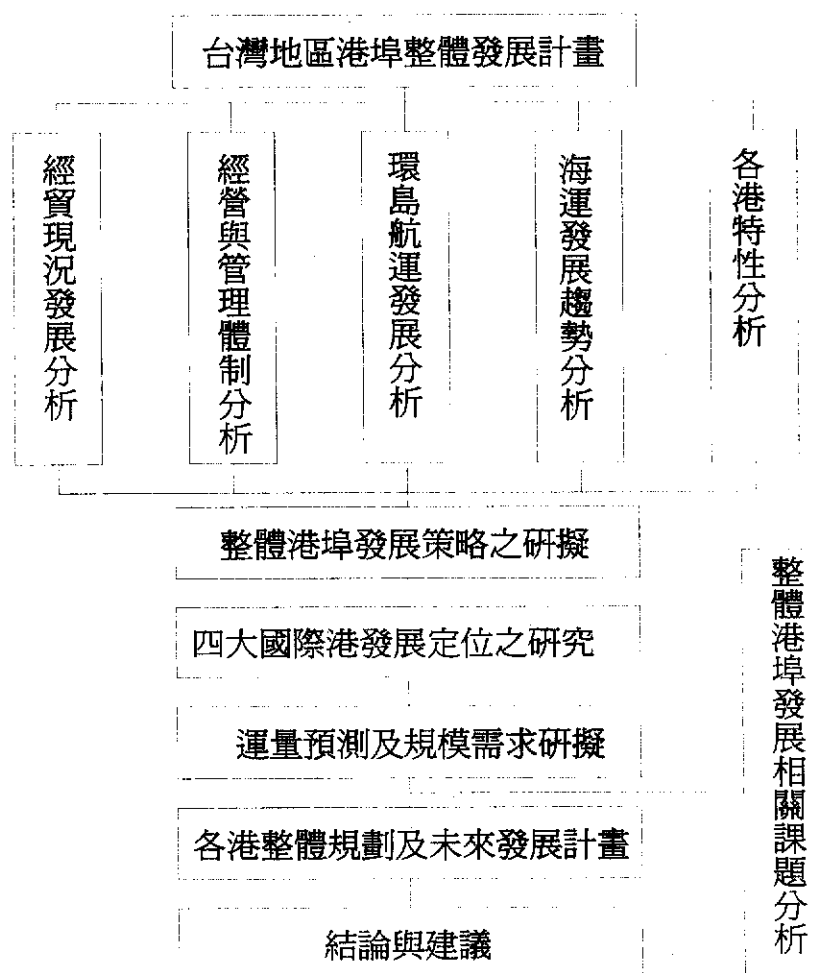 台灣地區港埠整體發展計畫
經貿現況發展分析
經營與管理體制分析
環島航運發展分析
海運發展趨勢分析
各港特性分析
整體港埠發展策略之研擬
四大國際港發展定位之研究
運量預測及規模需求研擬
各港整體規劃及未來發展計畫
結論與建議
整體港埠發展相關課題分析